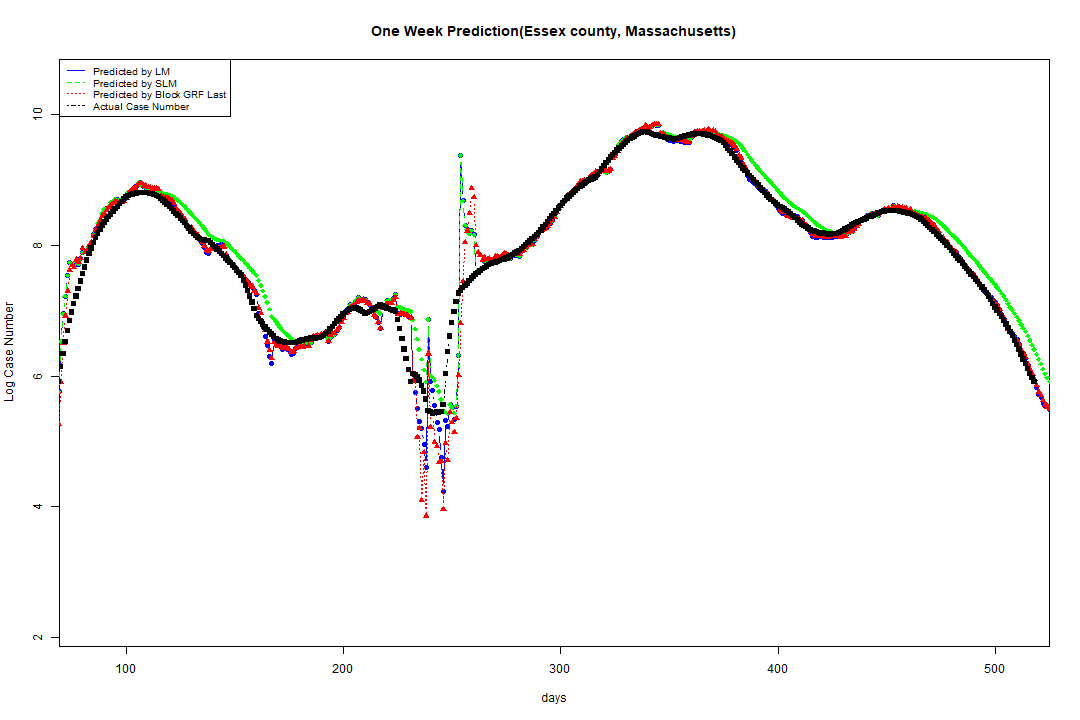 One Week Prediction(Essex county, Massachusetts)
Predicted by LM
Predicted by SLM
Predicted by Block GRF Last
Actual Case Number
10
8
6
4
2
Log Case Number
100 200 300 400 500
days